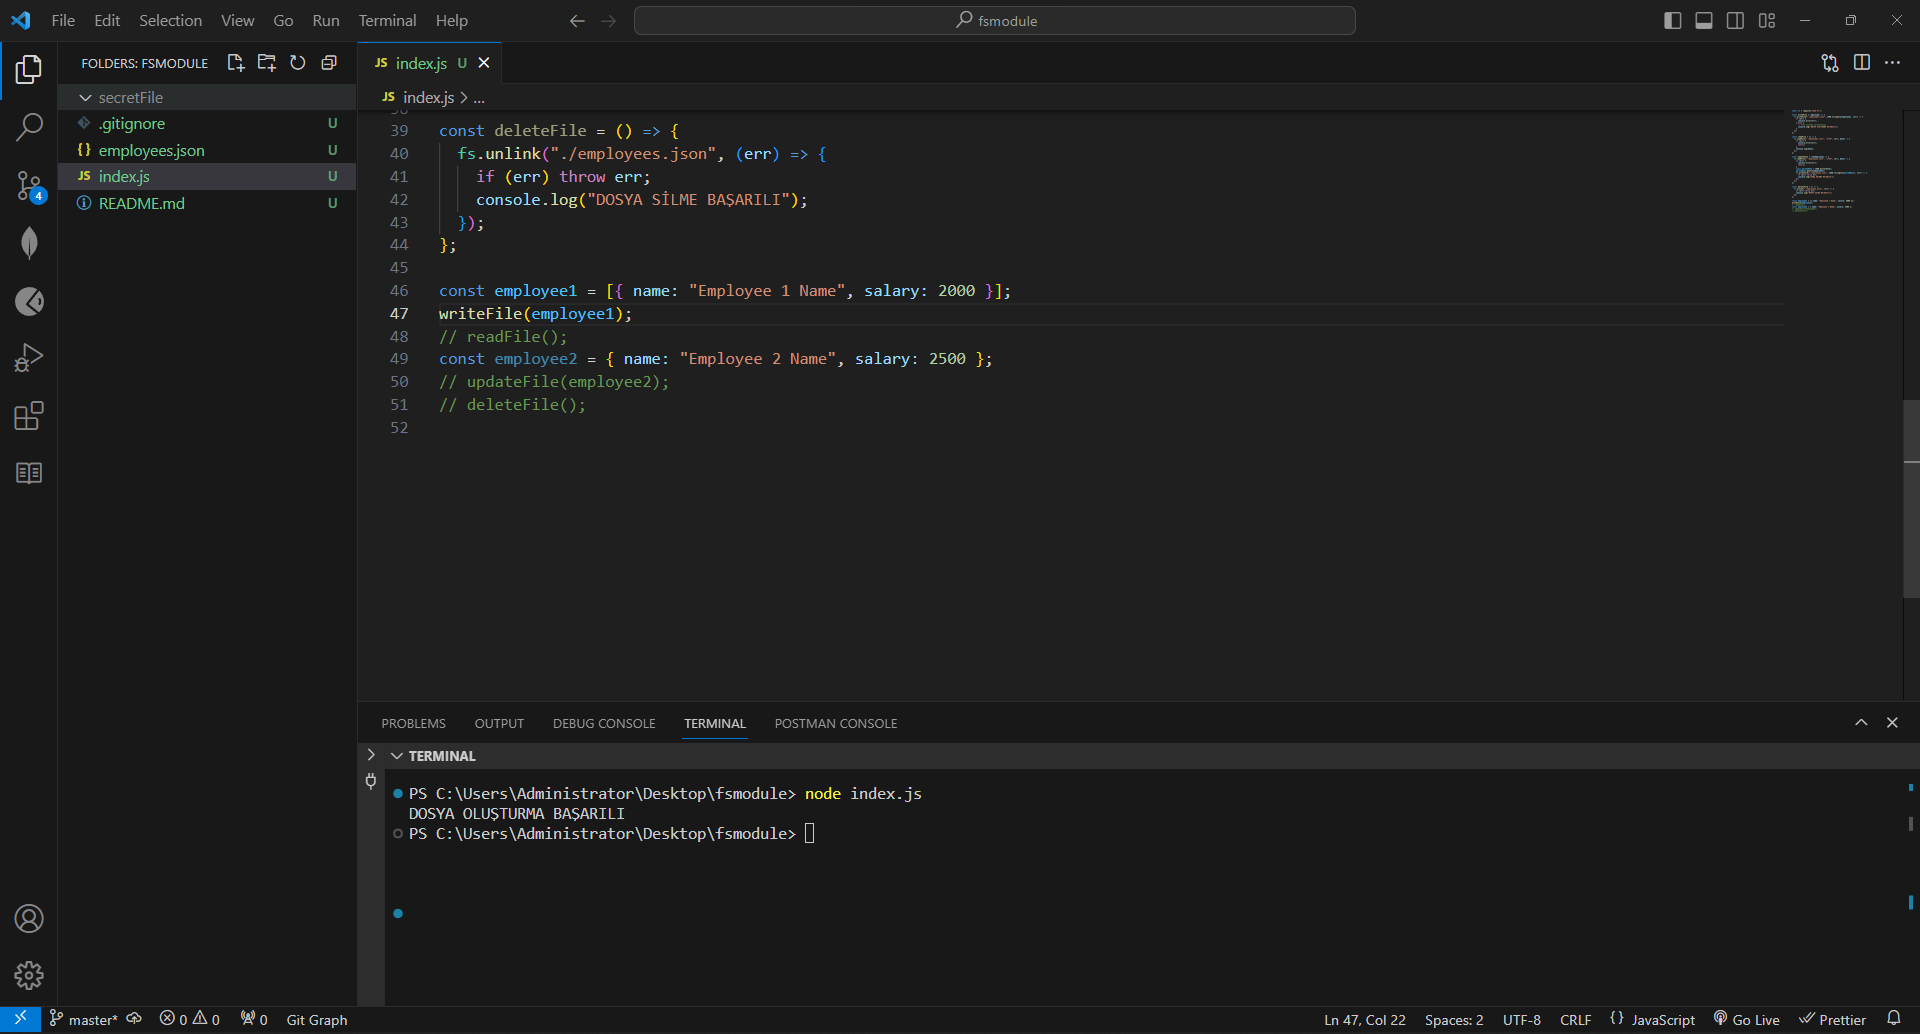 File Edit Selection View Go Run Terminal Help
fsmodule
FOLDERS: FSMODULE
secretFile
.gitignore U
employees.json U
index.js U
README.md U
4
JS index.js U
JS index.js > ...
38
39 const deleteFile = () => {
40 fs.unlink("./employees.json", (err) => {
41 if (err) throw err;
42 console.log("DOSYA SİLME BAŞARILI");
43 });
44 };
45
46 const employee1 = [{ name: "Employee 1 Name", salary: 2000 }];
47 writeFile(employee1);
48 // readFile();
49 const employee2 = { name: "Employee 2 Name", salary: 2500 };
50 // updateFile(employee2);
51 // deleteFile();
52
PROBLEMS OUTPUT DEBUG CONSOLE TERMINAL POSTMAN CONSOLE
TERMINAL
PS C:\Users\Administrator\Desktop\fsmodule> node index.js
DOSYA OLUŞTURMA BAŞARILI
PS C:\Users\Administrator\Desktop\fsmodule>
master* 0 0 0 Git Graph
Ln 47, Col 22 Spaces: 2 UTF-8 CRLF {} JavaScript Go Live Prettier